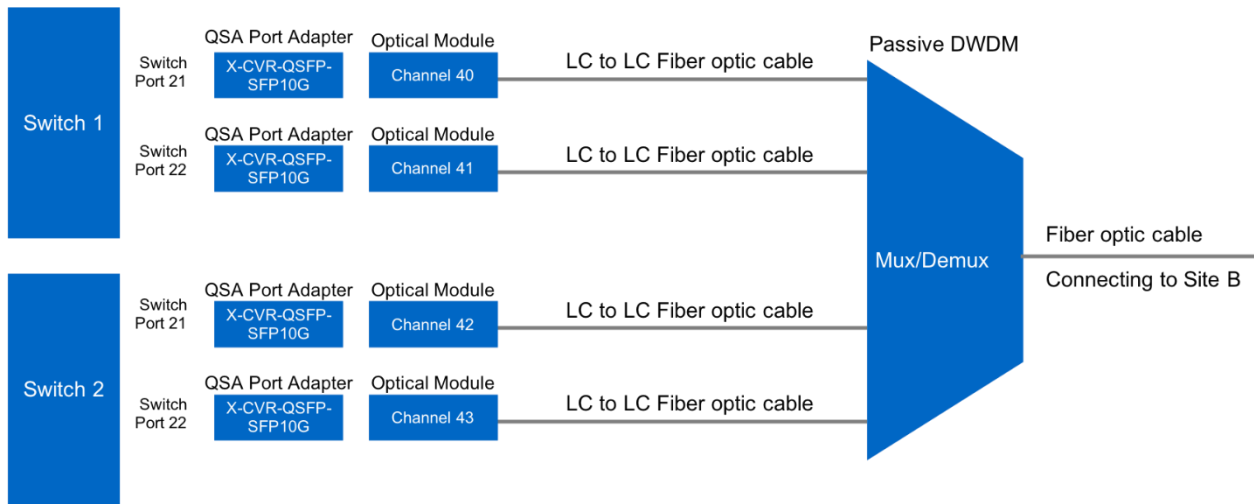 QSA Port Adapter
Optical Module
Passive DWDM
Switch
Port 21
X-CVR-QSFP-
SFP10G
Channel 40
LC to LC Fiber optic cable
Switch 1
QSA Port Adapter
Optical Module
Switch
Port 22
X-CVR-QSFP-
SFP10G
Channel 41
LC to LC Fiber optic cable
Fiber optic cable
Mux/Demux
Connecting to Site B
QSA Port Adapter
Optical Module
Switch
Port 21
X-CVR-QSFP-
SFP10G
Channel 42
LC to LC Fiber optic cable
Switch 2
QSA Port Adapter
Optical Module
Switch
Port 22
X-CVR-QSFP-
SFP10G
Channel 43
LC to LC Fiber optic cable